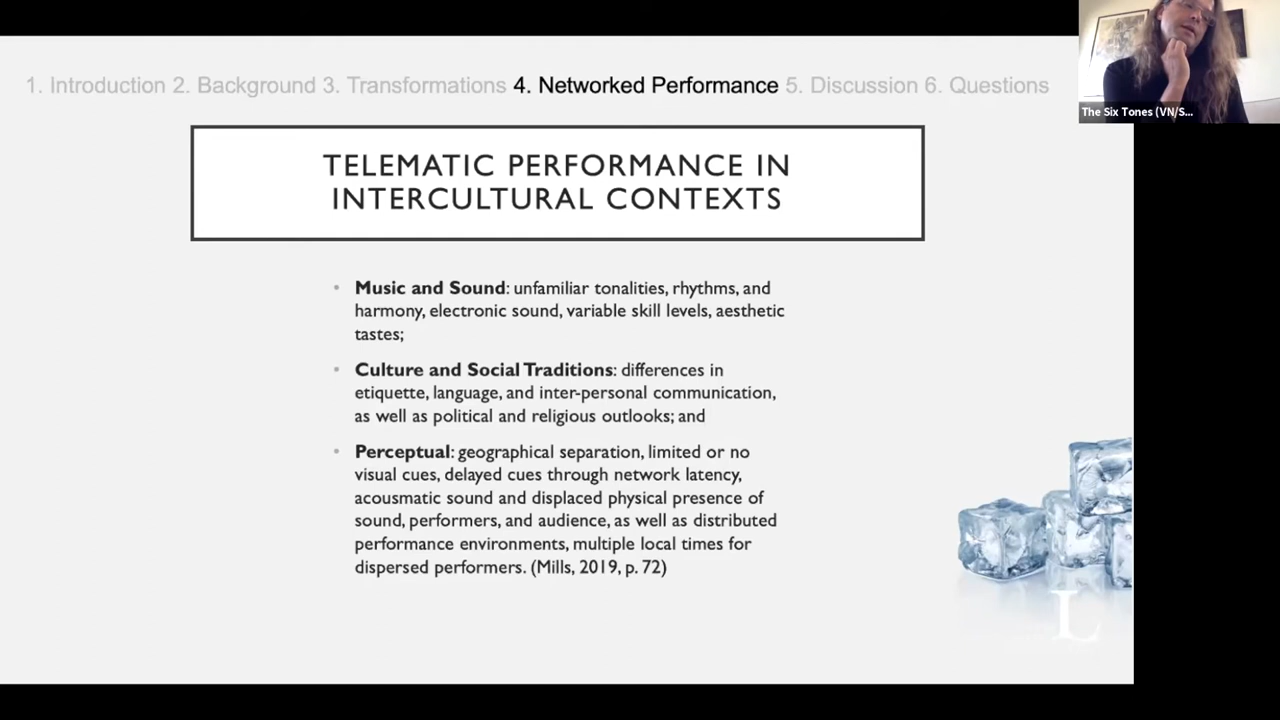 1. Introduction 2. Background 3. Transformations 4. Networked Performance 5. Discussion 6. Questions
The Six Tones (VN/S...
TELEMATIC PERFORMANCE IN
INTERCULTURAL CONTEXTS
• Music and Sound: unfamiliar tonalities, rhythms, and
harmony, electronic sound, variable skill levels, aesthetic
tastes;
• Culture and Social Traditions: differences in
etiquette, language, and inter-personal communication,
as well as political and religious outlooks; and
• Perceptual: geographical separation, limited or no
visual cues, delayed cues through network latency,
acousmatic sound and displaced physical presence of
sound, performers, and audience, as well as distributed
performance environments, multiple local times for
dispersed performers. (Mills, 2019, p. 72)
L